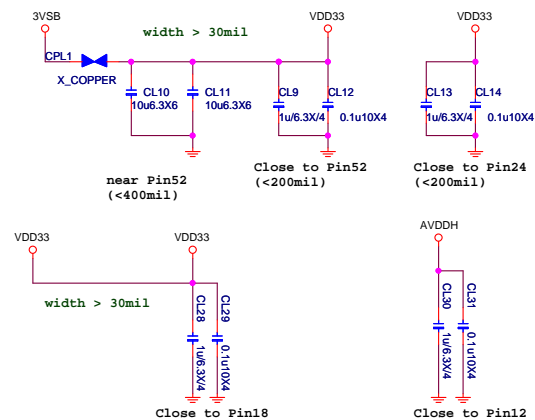 3VSB
width > 30mil
VDD33
VDD33
CPL1
X_COPPER
CL10
10u6.3X6
CL11
10u6.3X6
CL9
1u/6.3X/4
CL12
0.1u10X4
CL13
1u/6.3X/4
CL14
0.1u10X4
near Pin52
(<400mil)
Close to Pin52
(<200mil)
Close to Pin24
(<200mil)
VDD33
VDD33
AVDDH
width > 30mil
CL28
1u/6.3X/4
CL29
0.1u10X4
CL30
1u/6.3X/4
CL31
0.1u10X4
Close to Pin18
Close to Pin12